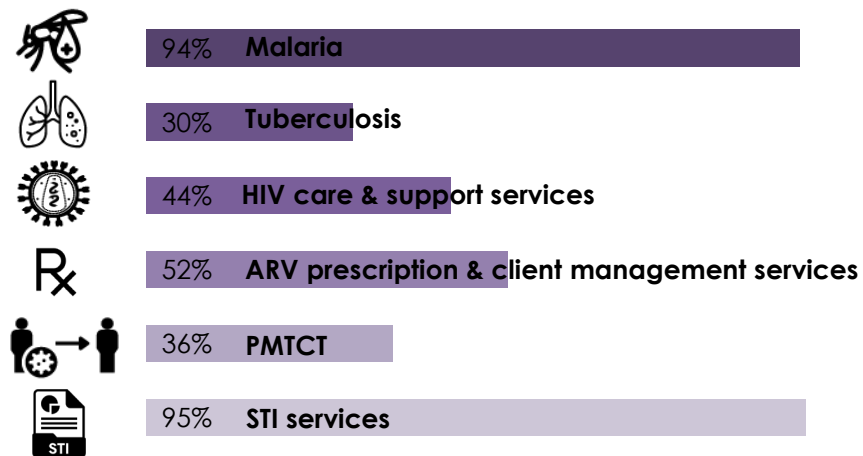 94% Malaria
30% Tuberculosis
44% HIV care & support services
Rx
52% ARV prescription & client management services
36% PMTCT
95% STI services
STI